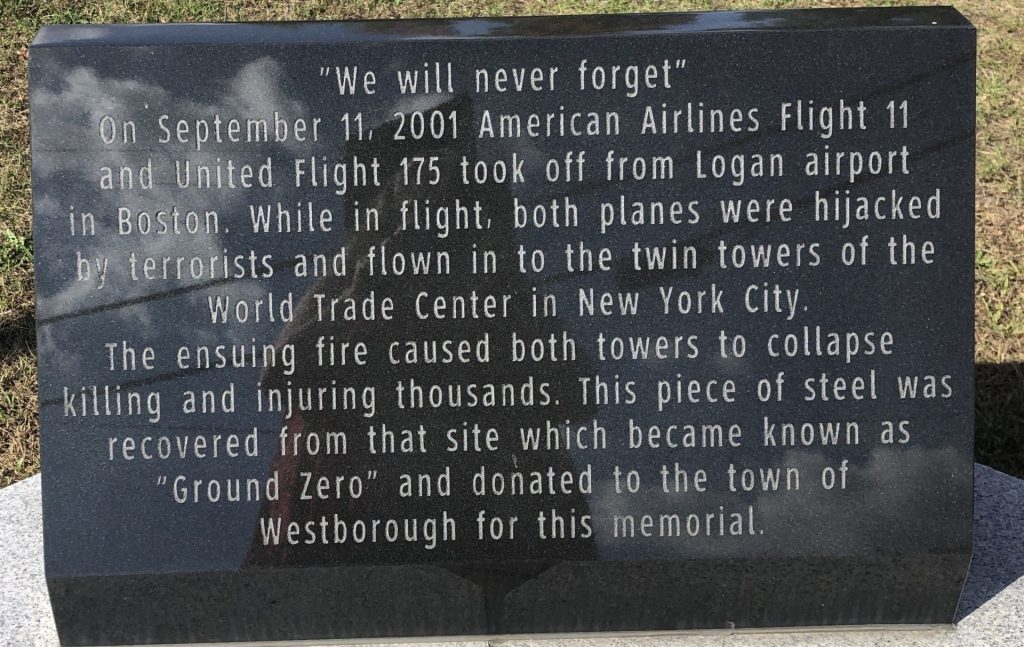 "We will never forget"
On September 11, 2001 American Airlines Flight 11
and United Flight 175 took off from Logan airport
in Boston. While in flight, both planes were hijacked
by terrorists and flown in to the twin towers of the
World Trade Center in New York City.
The ensuing fire caused both towers to collapse
killing and injuring thousands. This piece of steel was
recovered from that site which became known as
"Ground Zero" and donated to the town of
Westborough for this memorial.